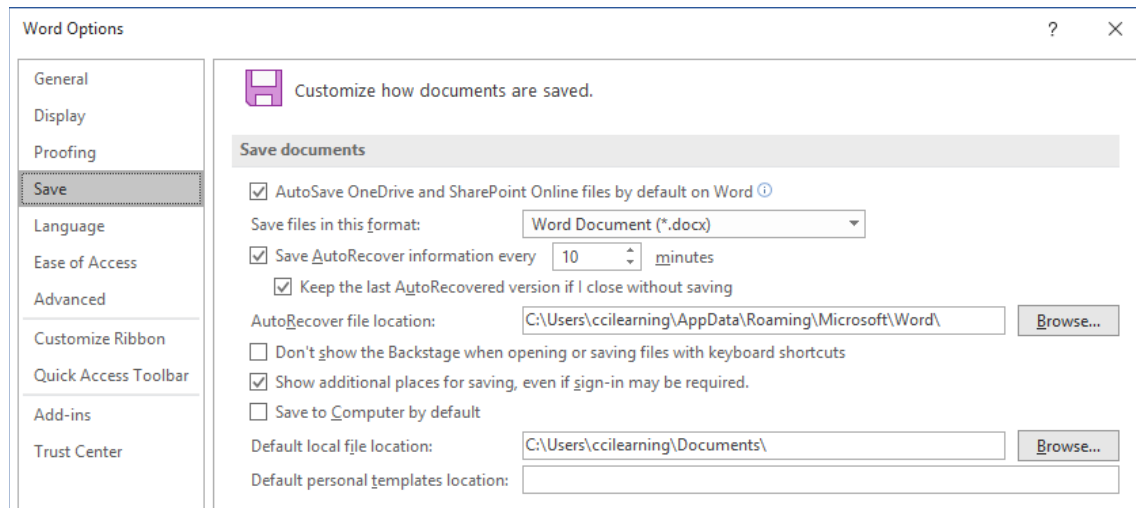 Word Options ? ×
General
Display
Proofing
Save
Language
Ease of Access
Advanced
Customize Ribbon
Quick Access Toolbar
Add-ins
Trust Center
Customize how documents are saved.
Save documents
AutoSave OneDrive and SharePoint Online files by default on Word
Save files in this format: Word Document (*.docx)
Save AutoRecover information every 10 minutes
Keep the last AutoRecovered version if I close without saving
AutoRecover file location: C:\Users\ccilearning\AppData\Roaming\Microsoft\Word\ Browse...
Don't show the Backstage when opening or saving files with keyboard shortcuts
Show additional places for saving, even if sign-in may be required.
Save to Computer by default
Default local file location: C:\Users\ccilearning\Documents\ Browse...
Default personal templates location: